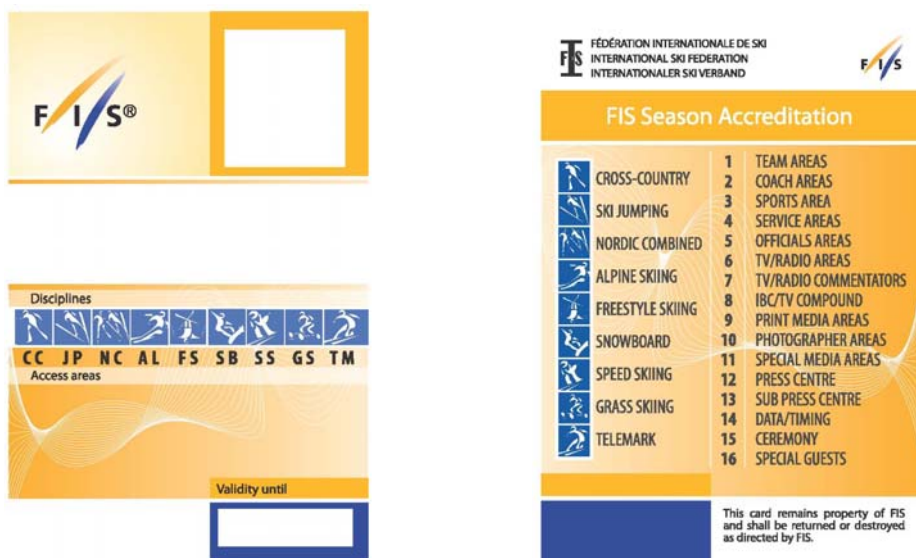 F/I/S®
Disciplines
CC JP NC AL FS SB SS GS TM
Access areas
Validity until
FIS
FÉDÉRATION INTERNATIONALE DE SKI
INTERNATIONAL SKI FEDERATION
INTERNATIONALER SKI VERBAND
F/I/S
FIS Season Accreditation
CROSS-COUNTRY
SKI JUMPING
NORDIC COMBINED
ALPINE SKIING
FREESTYLE SKIING
SNOWBOARD
SPEED SKIING
GRASS SKIING
TELEMARK
1 TEAM AREAS
2 COACH AREAS
3 SPORTS AREA
4 SERVICE AREAS
5 OFFICIALS AREAS
6 TV/RADIO AREAS
7 TV/RADIO COMMENTATORS
8 IBC/TV COMPOUND
9 PRINT MEDIA AREAS
10 PHOTOGRAPHER AREAS
11 SPECIAL MEDIA AREAS
12 PRESS CENTRE
13 SUB PRESS CENTRE
14 DATA/TIMING
15 CEREMONY
16 SPECIAL GUESTS
This card remains property of FIS
and shall be returned or destroyed
as directed by FIS.